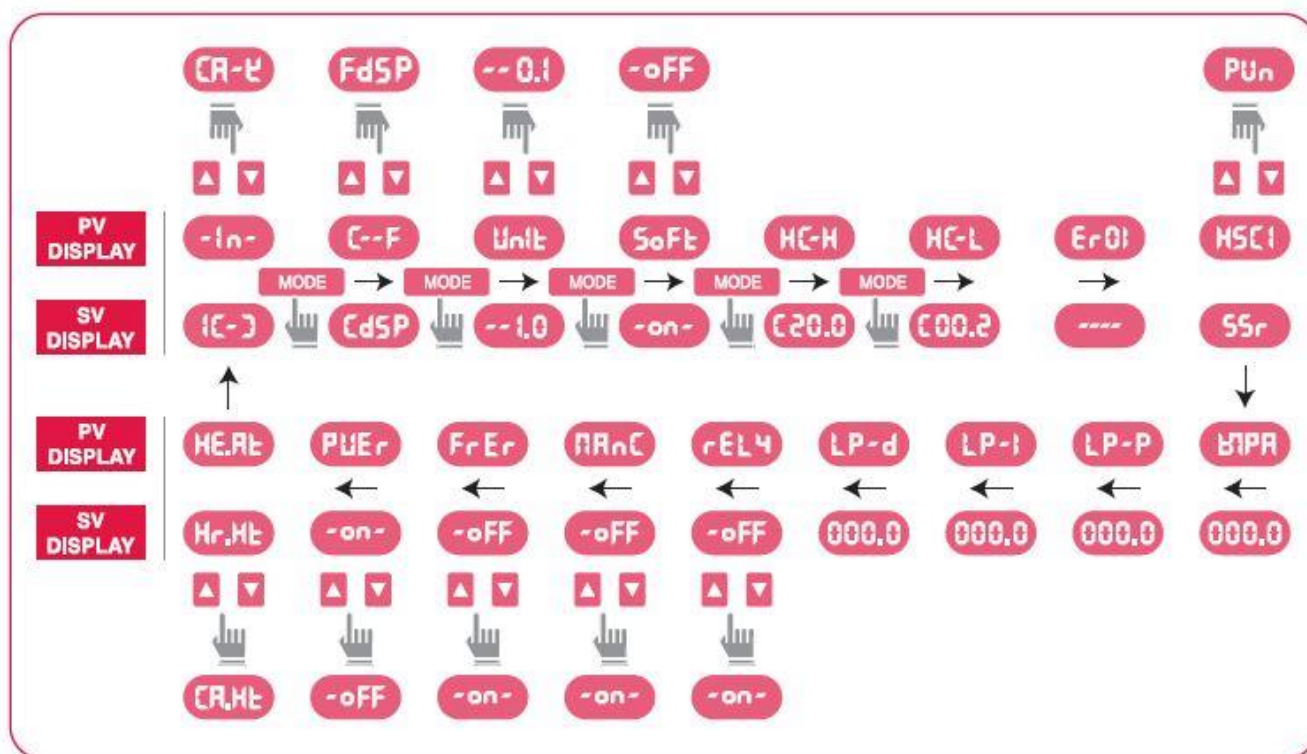 CA-K FdSP --0.1 -oFF PUn
PV DISPLAY -In- C--F UnIt SoFt HC-H HC-L Er01 HSC1
MODE MODE MODE MODE MODE
SV DISPLAY IC-J CdSP --1.0 -on- C20.0 C00.2 ---- SSr
PV DISPLAY HE.At PVEr FrEr MAnC rEL4 LP-d LP-I LP-P
SV DISPLAY Hr.Ht -on- -oFF -oFF -oFF 000.0 000.0 000.0 000.0
CA.Ht -oFF -on- -on- -on-